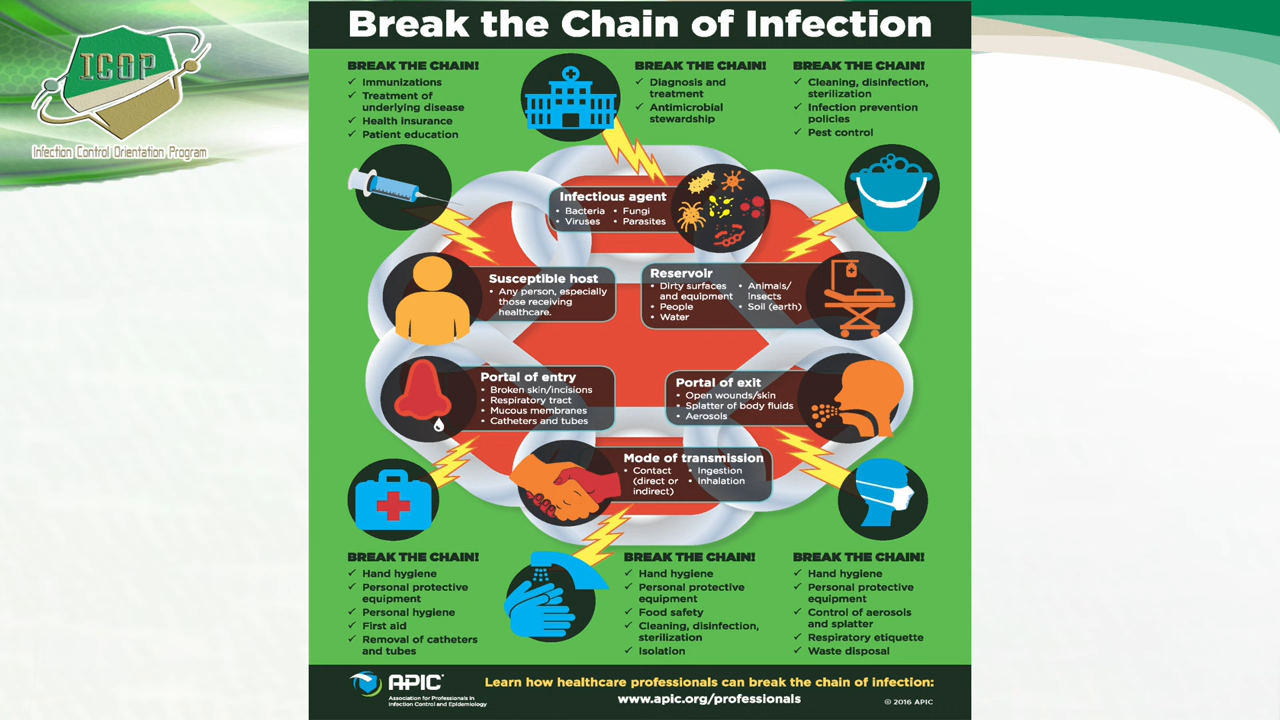 Break the Chain of Infection
ICOP
Infection Control Orientation Program
BREAK THE CHAIN!
✓ Immunizations
✓ Treatment of
underlying disease
✓ Health insurance
✓ Patient education
BREAK THE CHAIN!
✓ Diagnosis and
treatment
✓ Antimicrobial
stewardship
BREAK THE CHAIN!
✓ Cleaning, disinfection,
sterilization
✓ Infection prevention
policies
✓ Pest control
Infectious agent
• Bacteria • Fungi
• Viruses • Parasites
Susceptible host
• Any person, especially
those receiving
healthcare.
Reservoir
• Dirty surfaces
and equipment
• People
• Water
• Animals/
insects
• Soil (earth)
Portal of entry
• Broken skin/incisions
• Respiratory tract
• Mucous membranes
• Catheters and tubes
Portal of exit
• Open wounds/skin
• Splatter of body fluids
• Aerosols
Mode of transmission
• Contact
(direct or
indirect)
• Ingestion
• Inhalation
BREAK THE CHAIN!
✓ Hand hygiene
✓ Personal protective
equipment
✓ Personal hygiene
✓ First aid
✓ Removal of catheters
and tubes
BREAK THE CHAIN!
✓ Hand hygiene
✓ Personal protective
equipment
✓ Food safety
✓ Cleaning, disinfection,
sterilization
✓ Isolation
BREAK THE CHAIN!
✓ Hand hygiene
✓ Personal protective
equipment
✓ Control of aerosols
and splatter
✓ Respiratory etiquette
✓ Waste disposal
APIC
Association for Professionals in
Infection Control and Epidemiology
Learn how healthcare professionals can break the chain of infection:
www.apic.org/professionals
© 2016 APIC